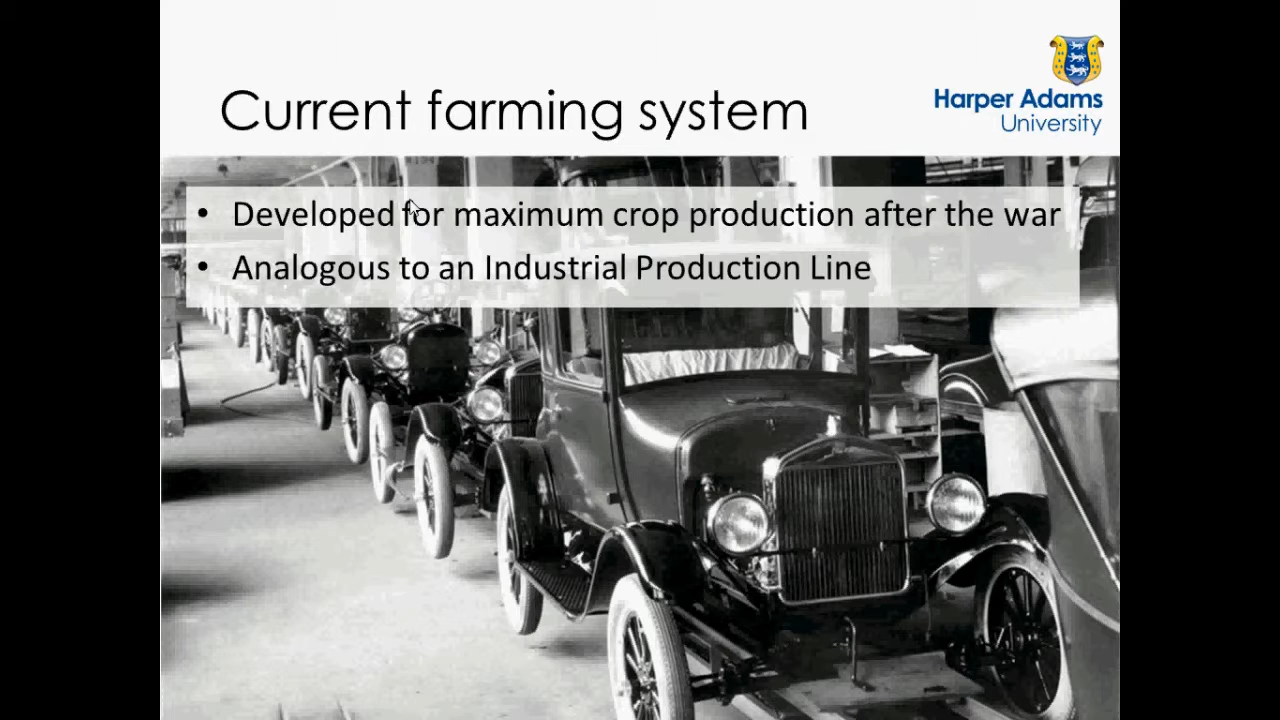 Current farming system
Harper Adams
University
• Developed for maximum crop production after the war
• Analogous to an Industrial Production Line